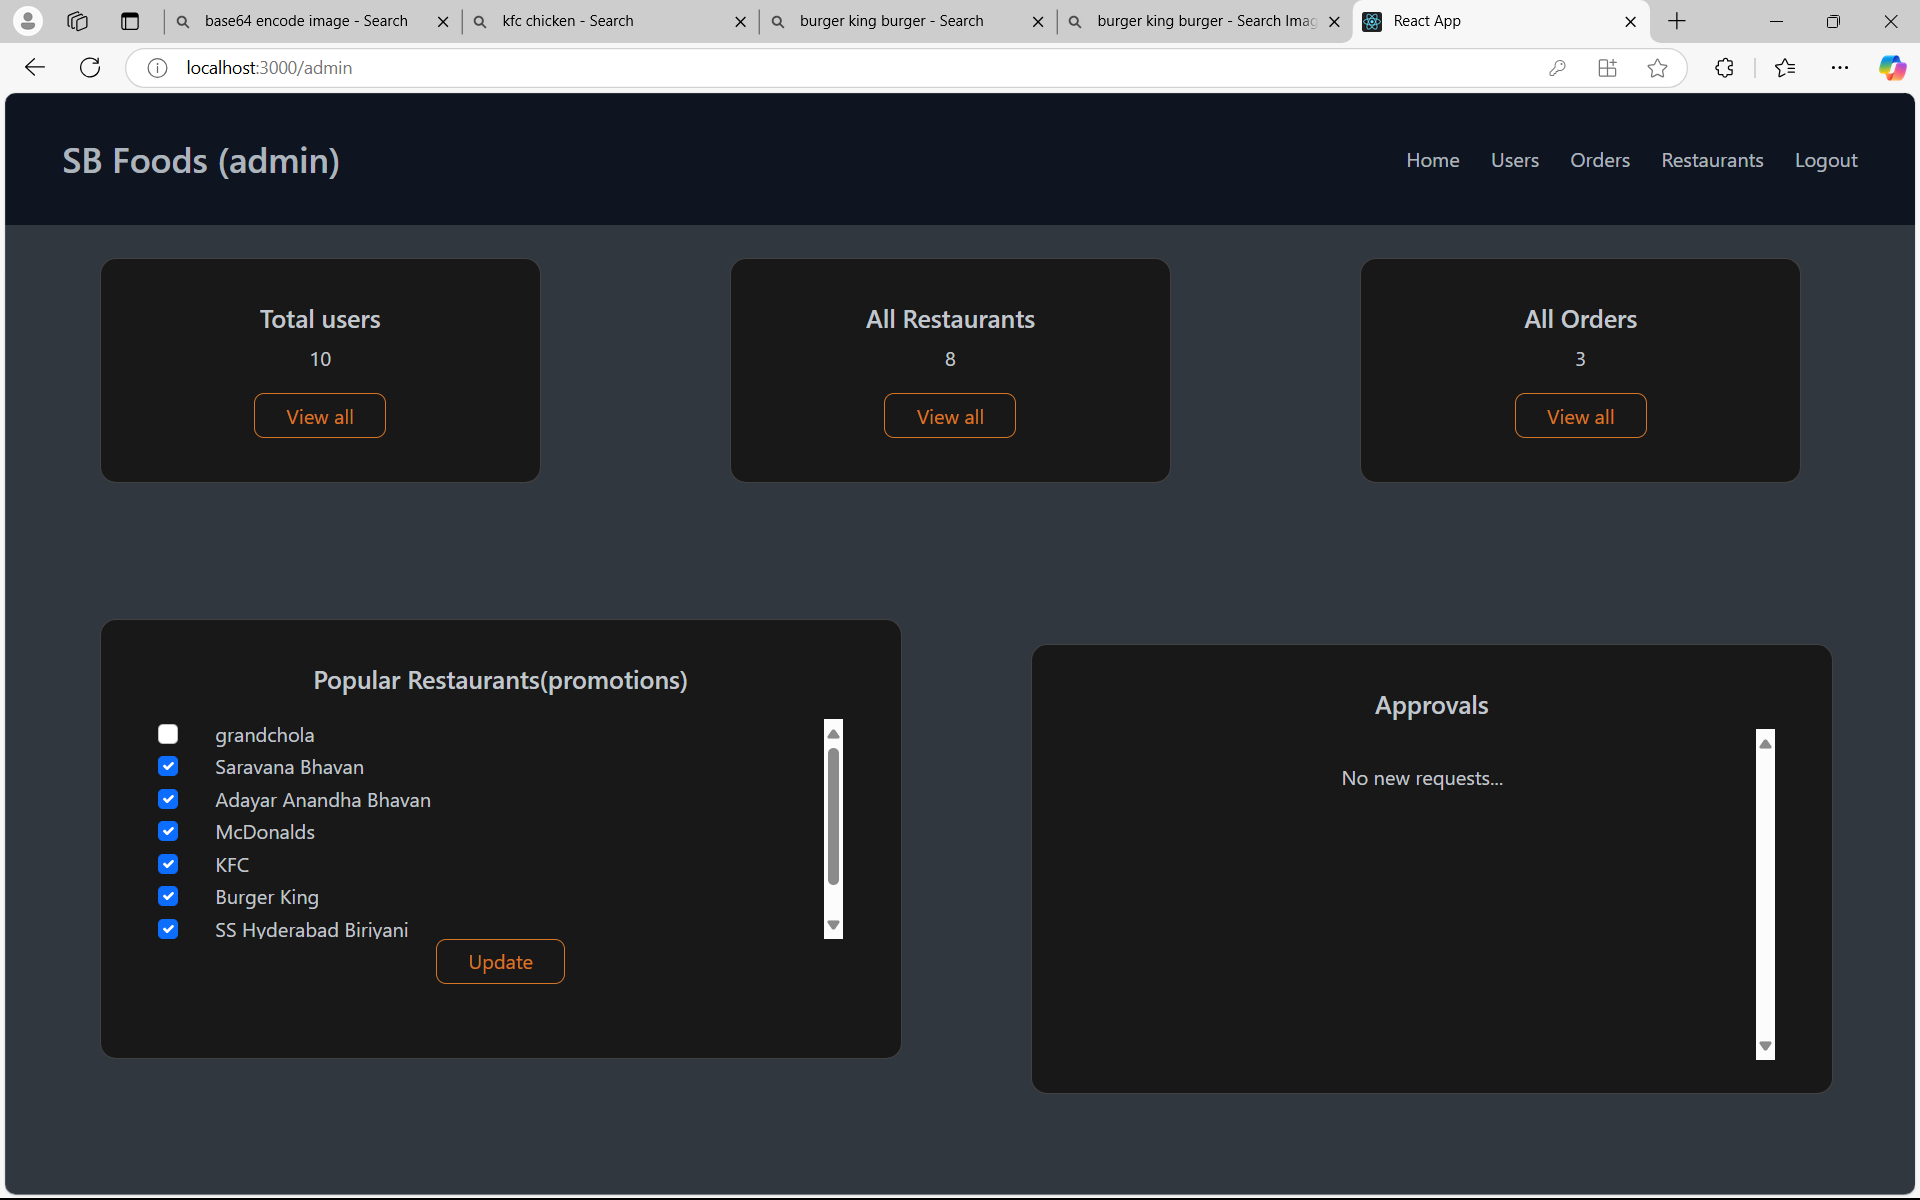 base64 encode image - Search
kfc chicken - Search
burger king burger - Search
burger king burger - Search Imag
React App
localhost:3000/admin
SB Foods (admin)
Home
Users
Orders
Restaurants
Logout
Total users
10
View all
All Restaurants
8
View all
All Orders
3
View all
Popular Restaurants(promotions)
grandchola
Saravana Bhavan
Adayar Anandha Bhavan
McDonalds
KFC
Burger King
SS Hyderabad Biriyani
Update
Approvals
No new requests...